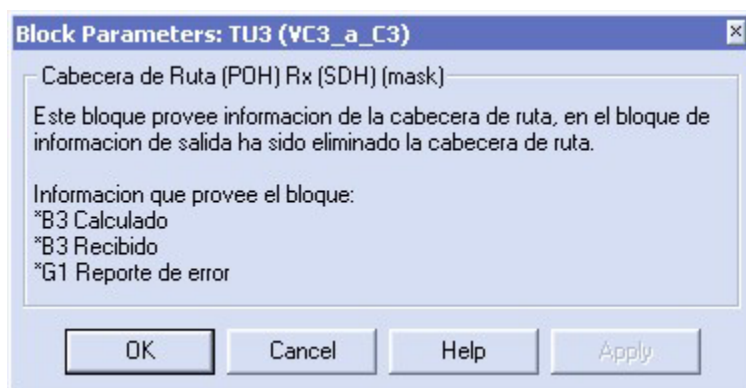 Block Parameters: TU3 (VC3_a_C3)
Cabecera de Ruta (POH) Rx (SDH) (mask)
Este bloque provee informacion de la cabecera de ruta, en el bloque de
informacion de salida ha sido eliminado la cabecera de ruta.
Informacion que provee el bloque:
*B3 Calculado
*B3 Recibido
*G1 Reporte de error
OK Cancel Help Apply